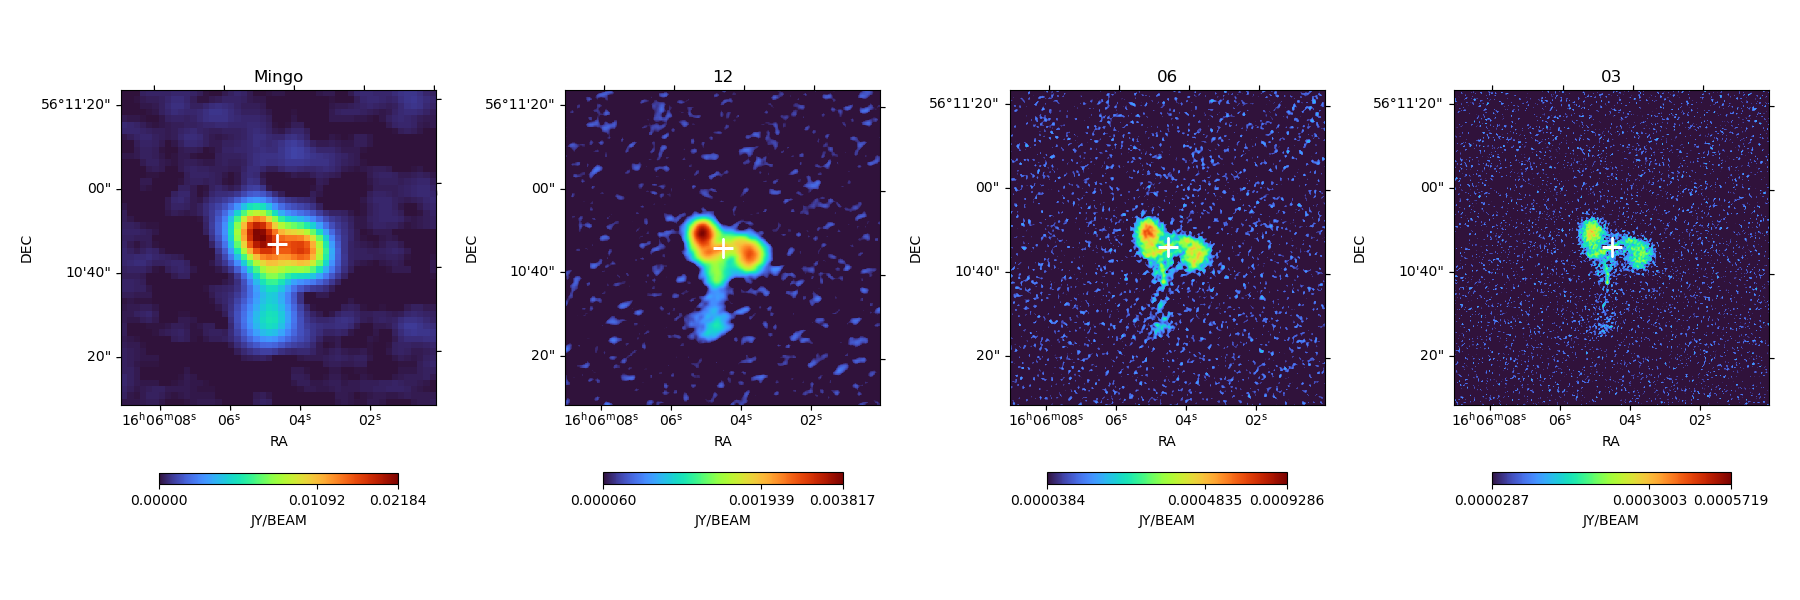 Mingo
56°11'20"
00"
10'40"
20"
DEC
16ʰ06ᵐ08ˢ 06ˢ 04ˢ 02ˢ
RA
0.00000 0.01092 0.02184
JY/BEAM
12
56°11'20"
00"
10'40"
20"
DEC
16ʰ06ᵐ08ˢ 06ˢ 04ˢ 02ˢ
RA
0.000060 0.001939 0.003817
JY/BEAM
06
56°11'20"
00"
10'40"
20"
DEC
16ʰ06ᵐ08ˢ 06ˢ 04ˢ 02ˢ
RA
0.0000384 0.0004835 0.0009286
JY/BEAM
03
56°11'20"
00"
10'40"
20"
DEC
16ʰ06ᵐ08ˢ 06ˢ 04ˢ 02ˢ
RA
0.0000287 0.0003003 0.0005719
JY/BEAM